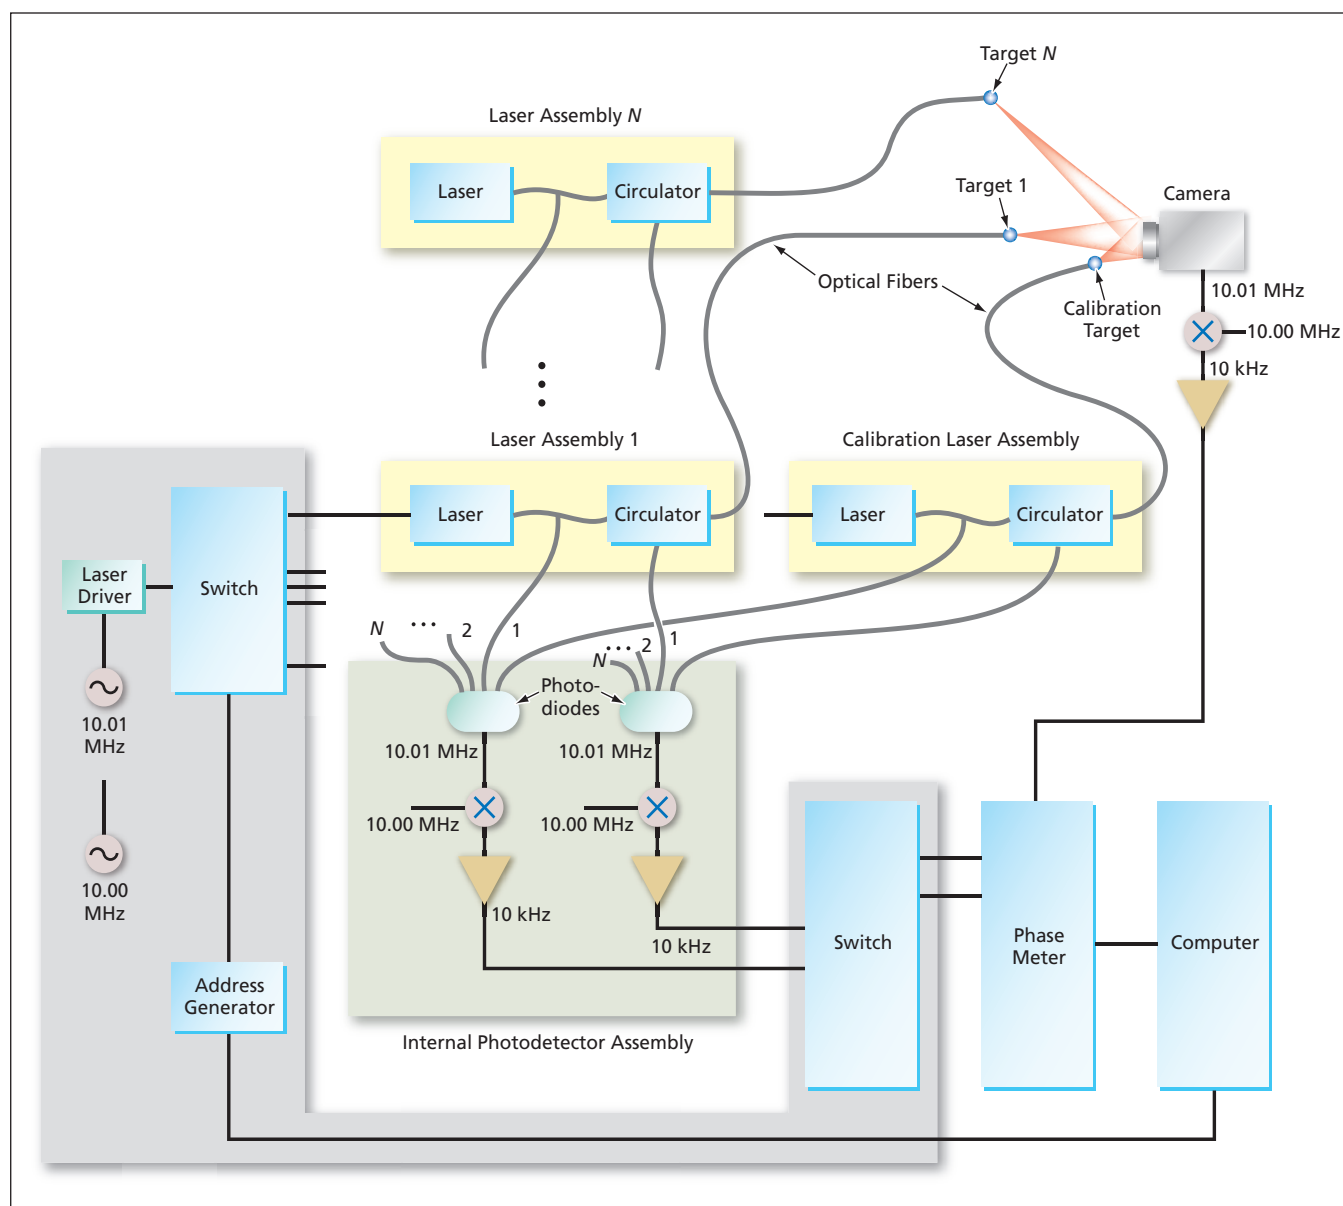 Target N
Laser Assembly N
Laser
Circulator
Target 1
Camera
Optical Fibers
10.01 MHz
Calibration
Target
10.00 MHz
10 kHz
Laser Assembly 1
Calibration Laser Assembly
Laser
Circulator
Laser
Circulator
Laser
Driver
Switch
N
...
2
1
N
...
2
1
Photo-
diodes
10.01
MHz
10.01 MHz
10.01 MHz
10.00 MHz
10.00 MHz
10.00
MHz
10 kHz
10 kHz
Switch
Phase
Meter
Computer
Address
Generator
Internal Photodetector Assembly